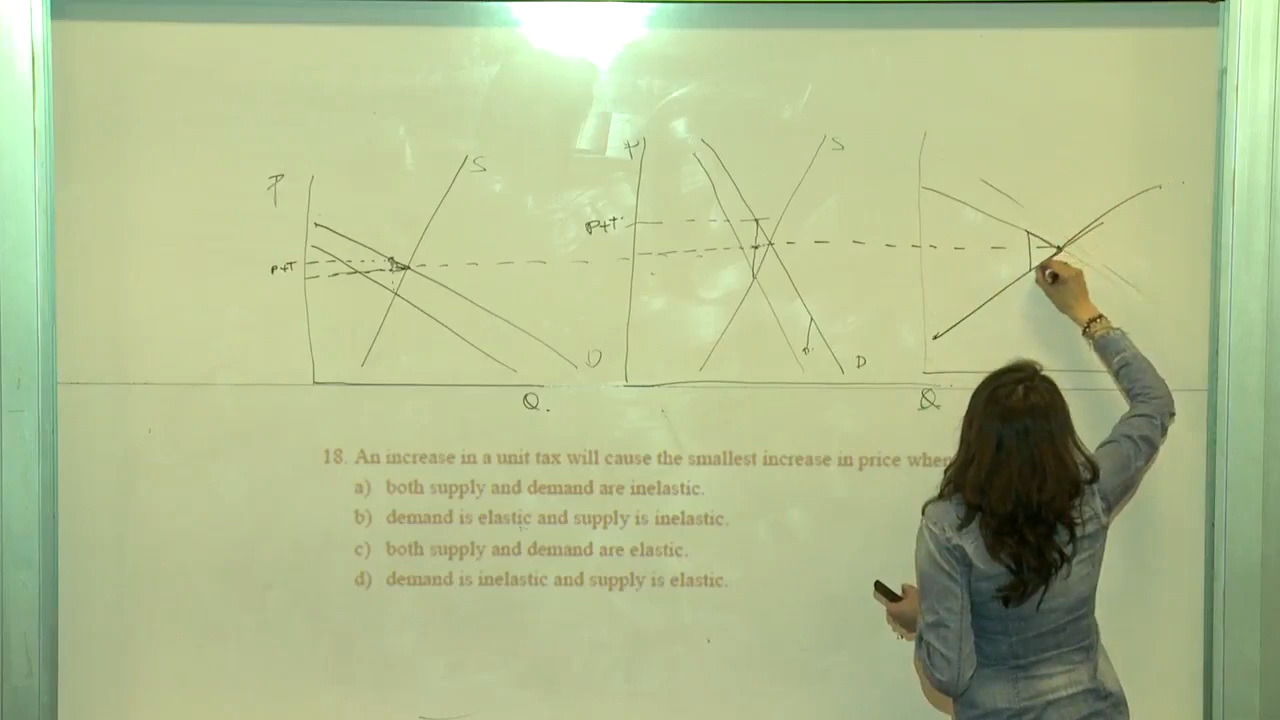 P
S
P+T
D
Q.
P
S
P+T
D
Q
18. An increase in a unit tax will cause the smallest increase in price when
a) both supply and demand are inelastic.
b) demand is elastic and supply is inelastic.
c) both supply and demand are elastic.
d) demand is inelastic and supply is elastic.